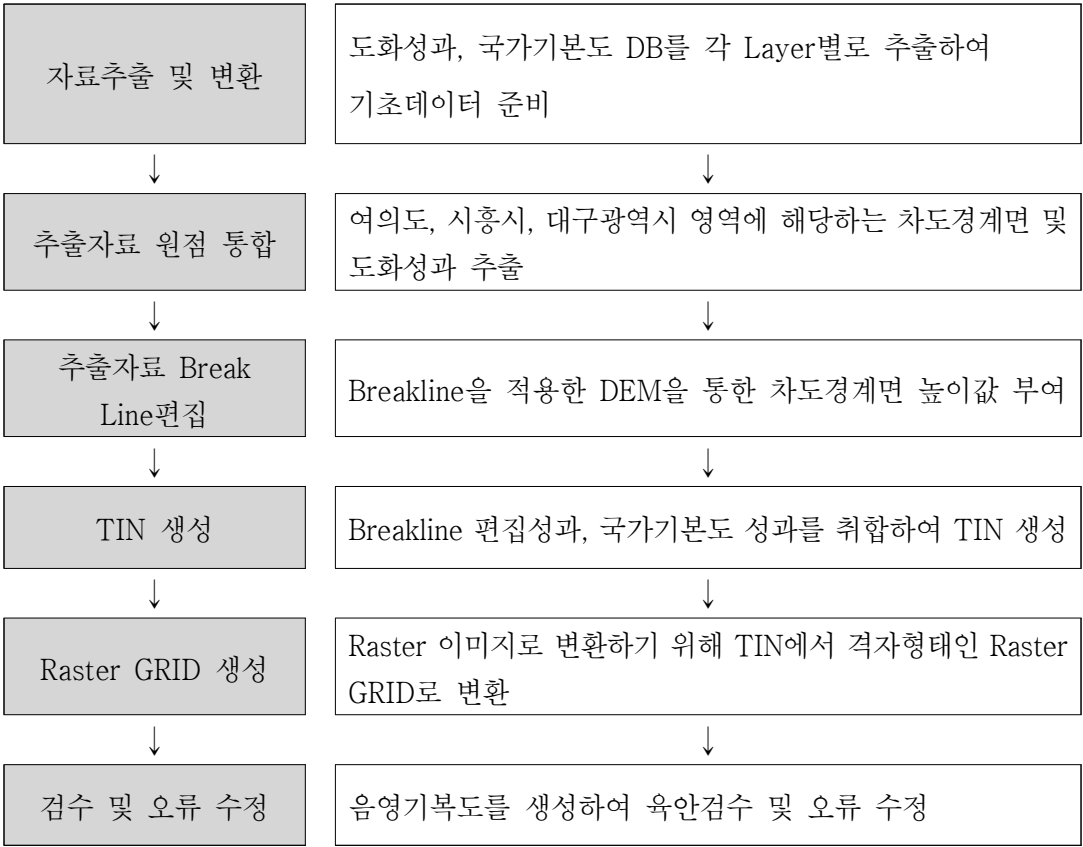 자료추출 및 변환
도화성과, 국가기본도 DB를 각 Layer별로 추출하여
기초데이터 준비
↓
↓
추출자료 원점 통합
여의도, 시흥시, 대구광역시 영역에 해당하는 차도경계면 및
도화성과 추출
↓
↓
추출자료 Break
Line편집
Breakline을 적용한 DEM을 통한 차도경계면 높이값 부여
↓
↓
TIN 생성
Breakline 편집성과, 국가기본도 성과를 취합하여 TIN 생성
↓
↓
Raster GRID 생성
Raster 이미지로 변환하기 위해 TIN에서 격자형태인 Raster
GRID로 변환
↓
↓
검수 및 오류 수정
음영기복도를 생성하여 육안검수 및 오류 수정